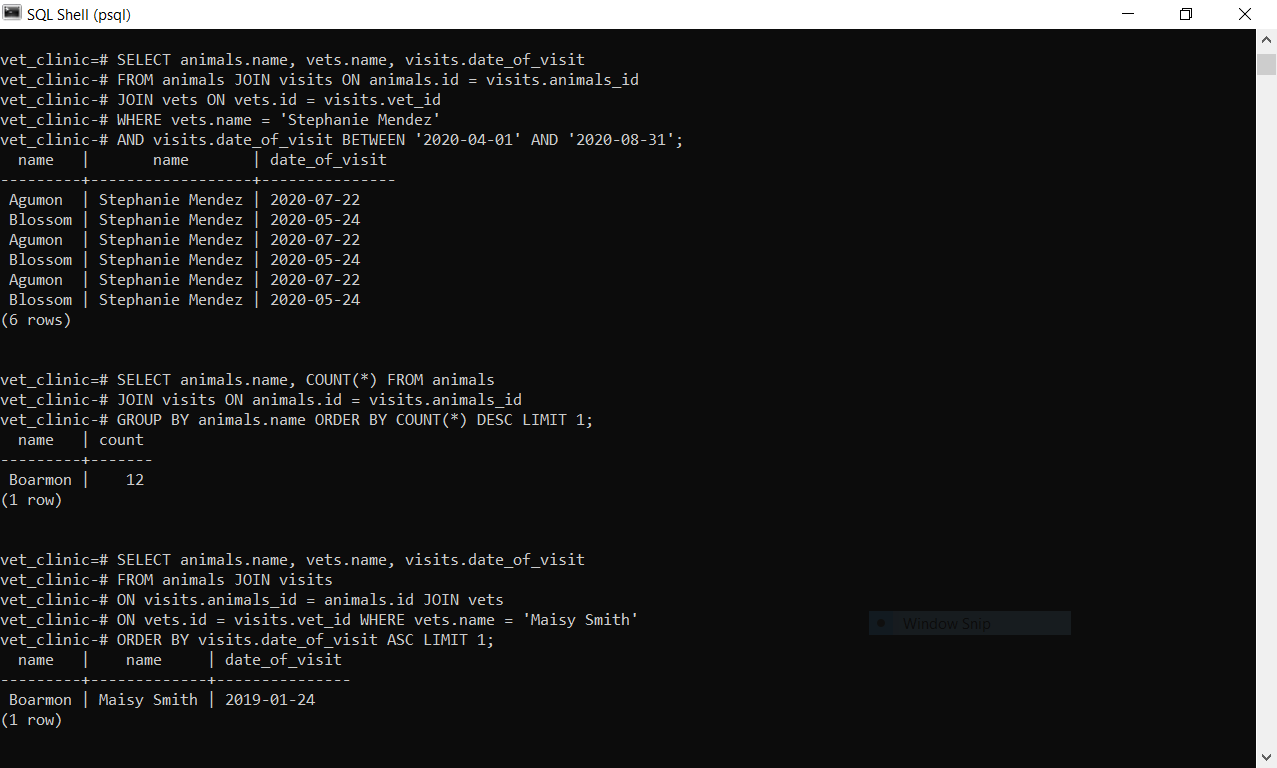 SQL Shell (psql)
vet_clinic=# SELECT animals.name, vets.name, visits.date_of_visit
vet_clinic-# FROM animals JOIN visits ON animals.id = visits.animals_id
vet_clinic-# JOIN vets ON vets.id = visits.vet_id
vet_clinic-# WHERE vets.name = 'Stephanie Mendez'
vet_clinic-# AND visits.date_of_visit BETWEEN '2020-04-01' AND '2020-08-31';
  name   |       name       | date_of_visit
---------+------------------+---------------
 Agumon  | Stephanie Mendez | 2020-07-22
 Blossom | Stephanie Mendez | 2020-05-24
 Agumon  | Stephanie Mendez | 2020-07-22
 Blossom | Stephanie Mendez | 2020-05-24
 Agumon  | Stephanie Mendez | 2020-07-22
 Blossom | Stephanie Mendez | 2020-05-24
(6 rows)
vet_clinic=# SELECT animals.name, COUNT(*) FROM animals
vet_clinic-# JOIN visits ON animals.id = visits.animals_id
vet_clinic-# GROUP BY animals.name ORDER BY COUNT(*) DESC LIMIT 1;
  name   | count
---------+-------
 Boarmon |    12
(1 row)
vet_clinic=# SELECT animals.name, vets.name, visits.date_of_visit
vet_clinic-# FROM animals JOIN visits
vet_clinic-# ON visits.animals_id = animals.id JOIN vets
vet_clinic-# ON vets.id = visits.vet_id WHERE vets.name = 'Maisy Smith'
Window Snip
vet_clinic-# ORDER BY visits.date_of_visit ASC LIMIT 1;
  name   |    name     | date_of_visit
---------+-------------+---------------
 Boarmon | Maisy Smith | 2019-01-24
(1 row)